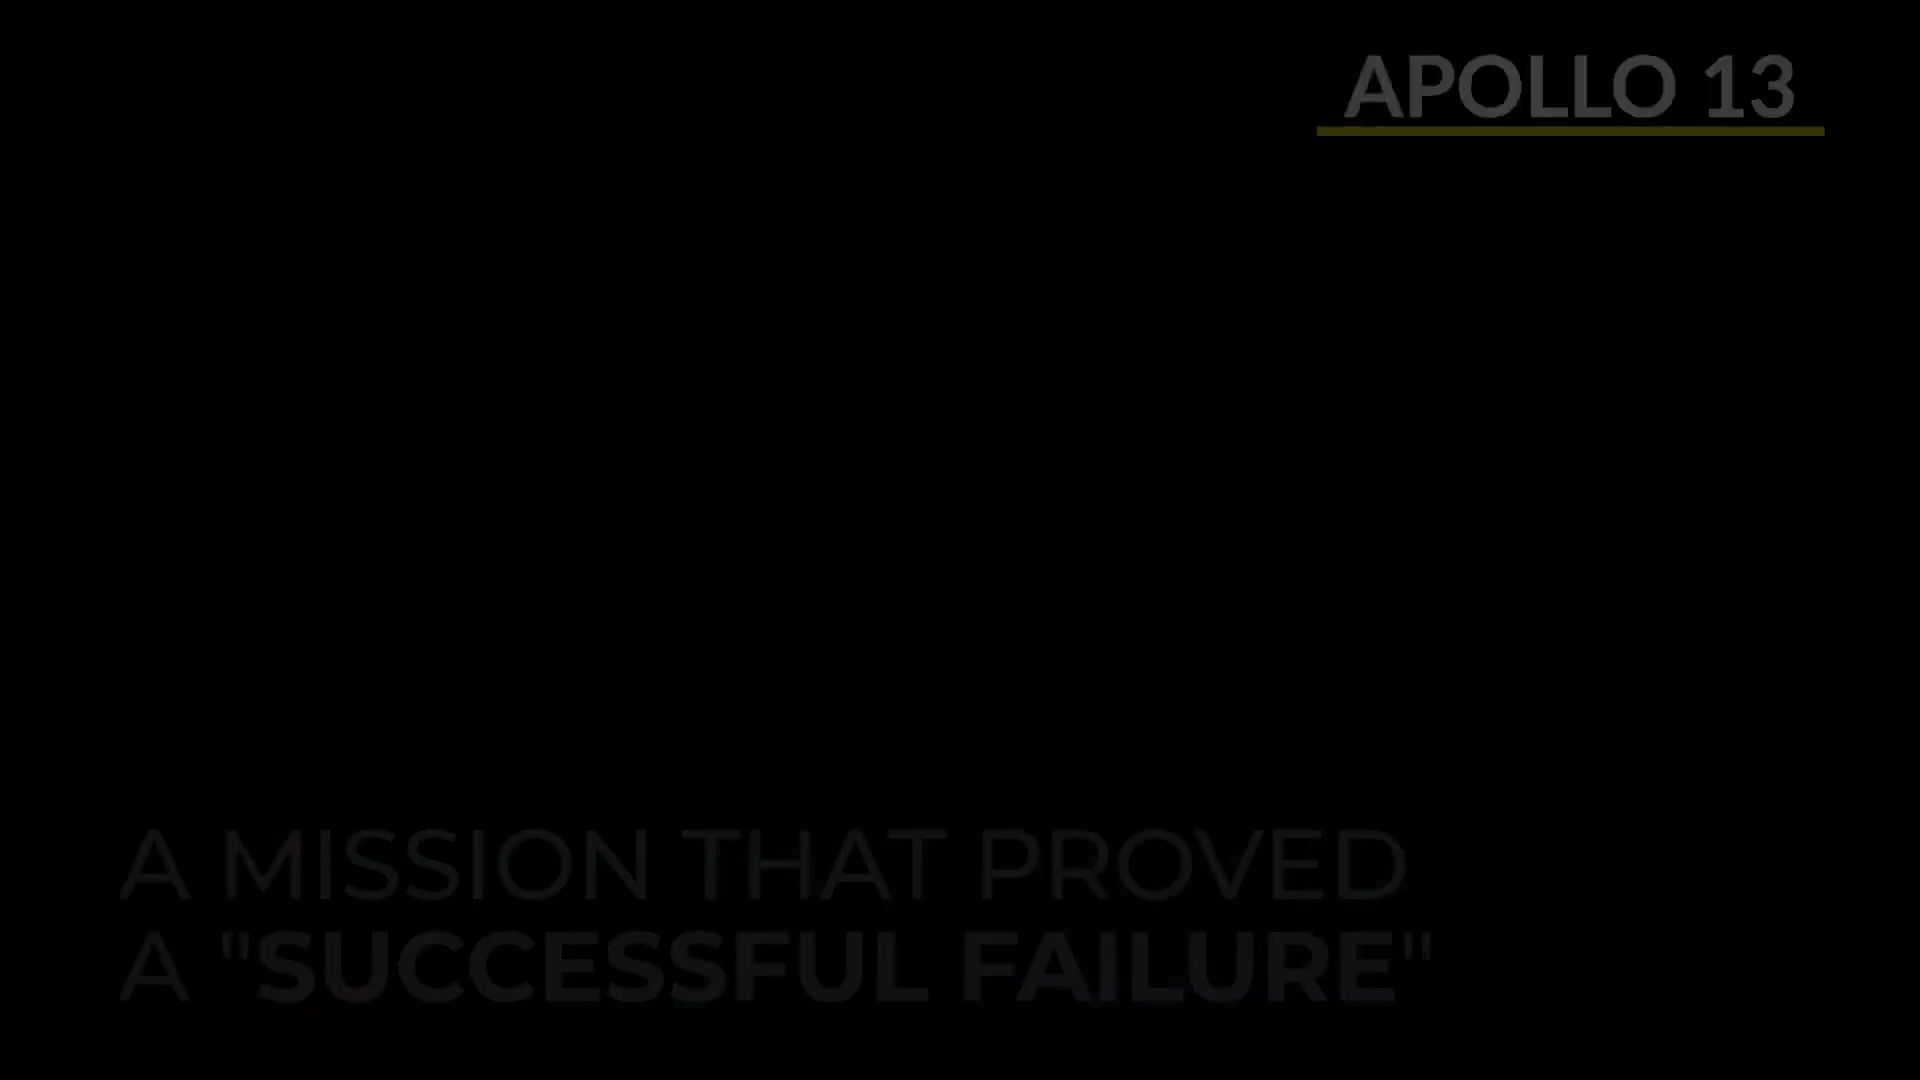 APOLLO 13
A MISSION THAT PROVED
A "SUCCESSFUL FAILURE"